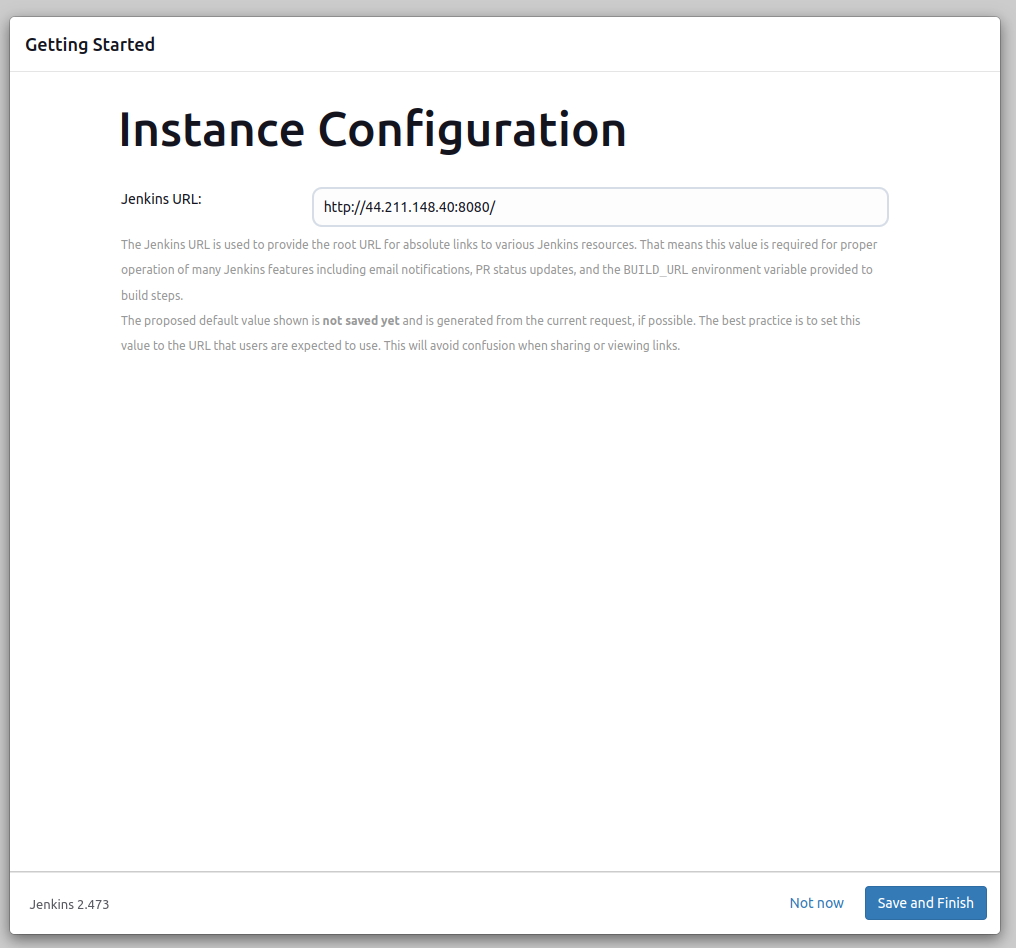 Getting Started
Instance Configuration
Jenkins URL:
http://44.211.148.40:8080/
The Jenkins URL is used to provide the root URL for absolute links to various Jenkins resources. That means this value is required for proper
operation of many Jenkins features including email notifications, PR status updates, and the BUILD_URL environment variable provided to
build steps.
The proposed default value shown is not saved yet and is generated from the current request, if possible. The best practice is to set this
value to the URL that users are expected to use. This will avoid confusion when sharing or viewing links.
Jenkins 2.473
Not now
Save and Finish